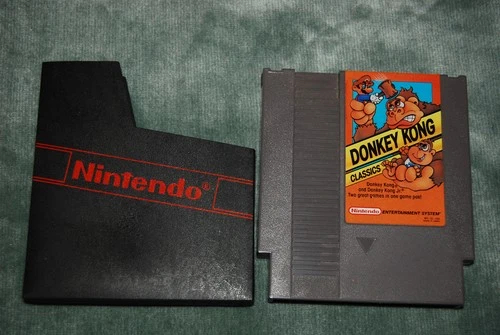 Nintendo®
DONKEY KONG
CLASSICS
Donkey Kong®
and Donkey Kong Jr.®
Two great games in one game pak!
Nintendo ENTERTAINMENT SYSTEM